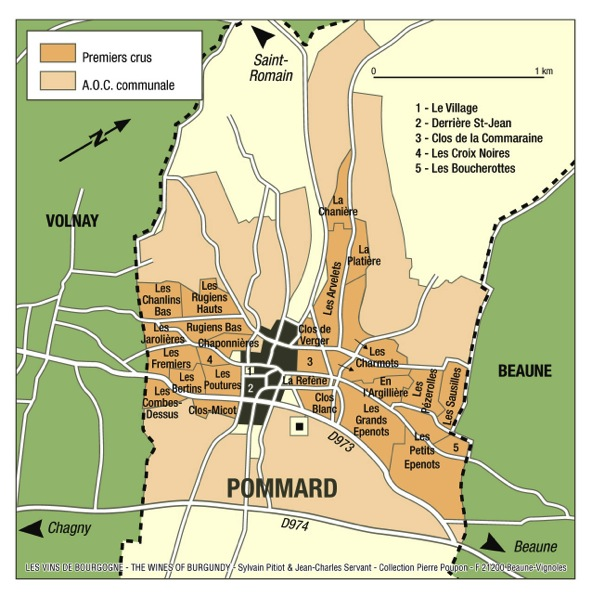 Premiers crus
A.O.C. communale
Saint-
Romain
0
1 km
1 - Le Village
2 - Derrière St-Jean
3 - Clos de la Commaraine
4 - Les Croix Noires
5 - Les Boucherottes
N
VOLNAY
BEAUNE
La
Chanière
La
Platière
Les Arvelets
Les
Chanlins
Bas
Les
Rugiens
Hauts
Les
Jarolières
Rugiens Bas
Chaponnières
Clos de
Verger
Les
Fremiers
4
3
Les
Charmots
1
2
La Refène
Les
Bertins
Les
Poutures
En
l'Argillière
Les
Pézerolles
Les Sausilles
Les
Combes-
Dessus
Clos-Micot
Clos
Blanc
Les
Grands
Epenots
Les
Petits
Epenots
5
D973
POMMARD
D974
Chagny
Beaune
LES VINS DE BOURGOGNE - THE WINES OF BURGUNDY - Sylvain Pitiot & Jean-Charles Servant - Collection Pierre Poupon - F 21200 Beaune-Vignoles